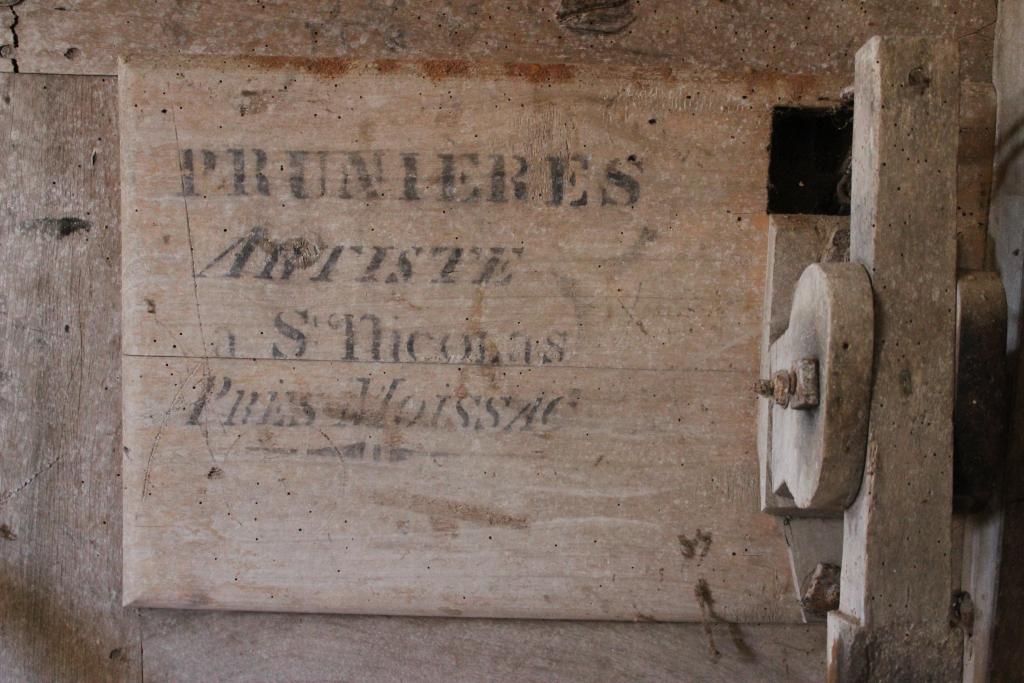 PRUNIERES
ARTISTE
a St Nicolas
PRES MOISSAC